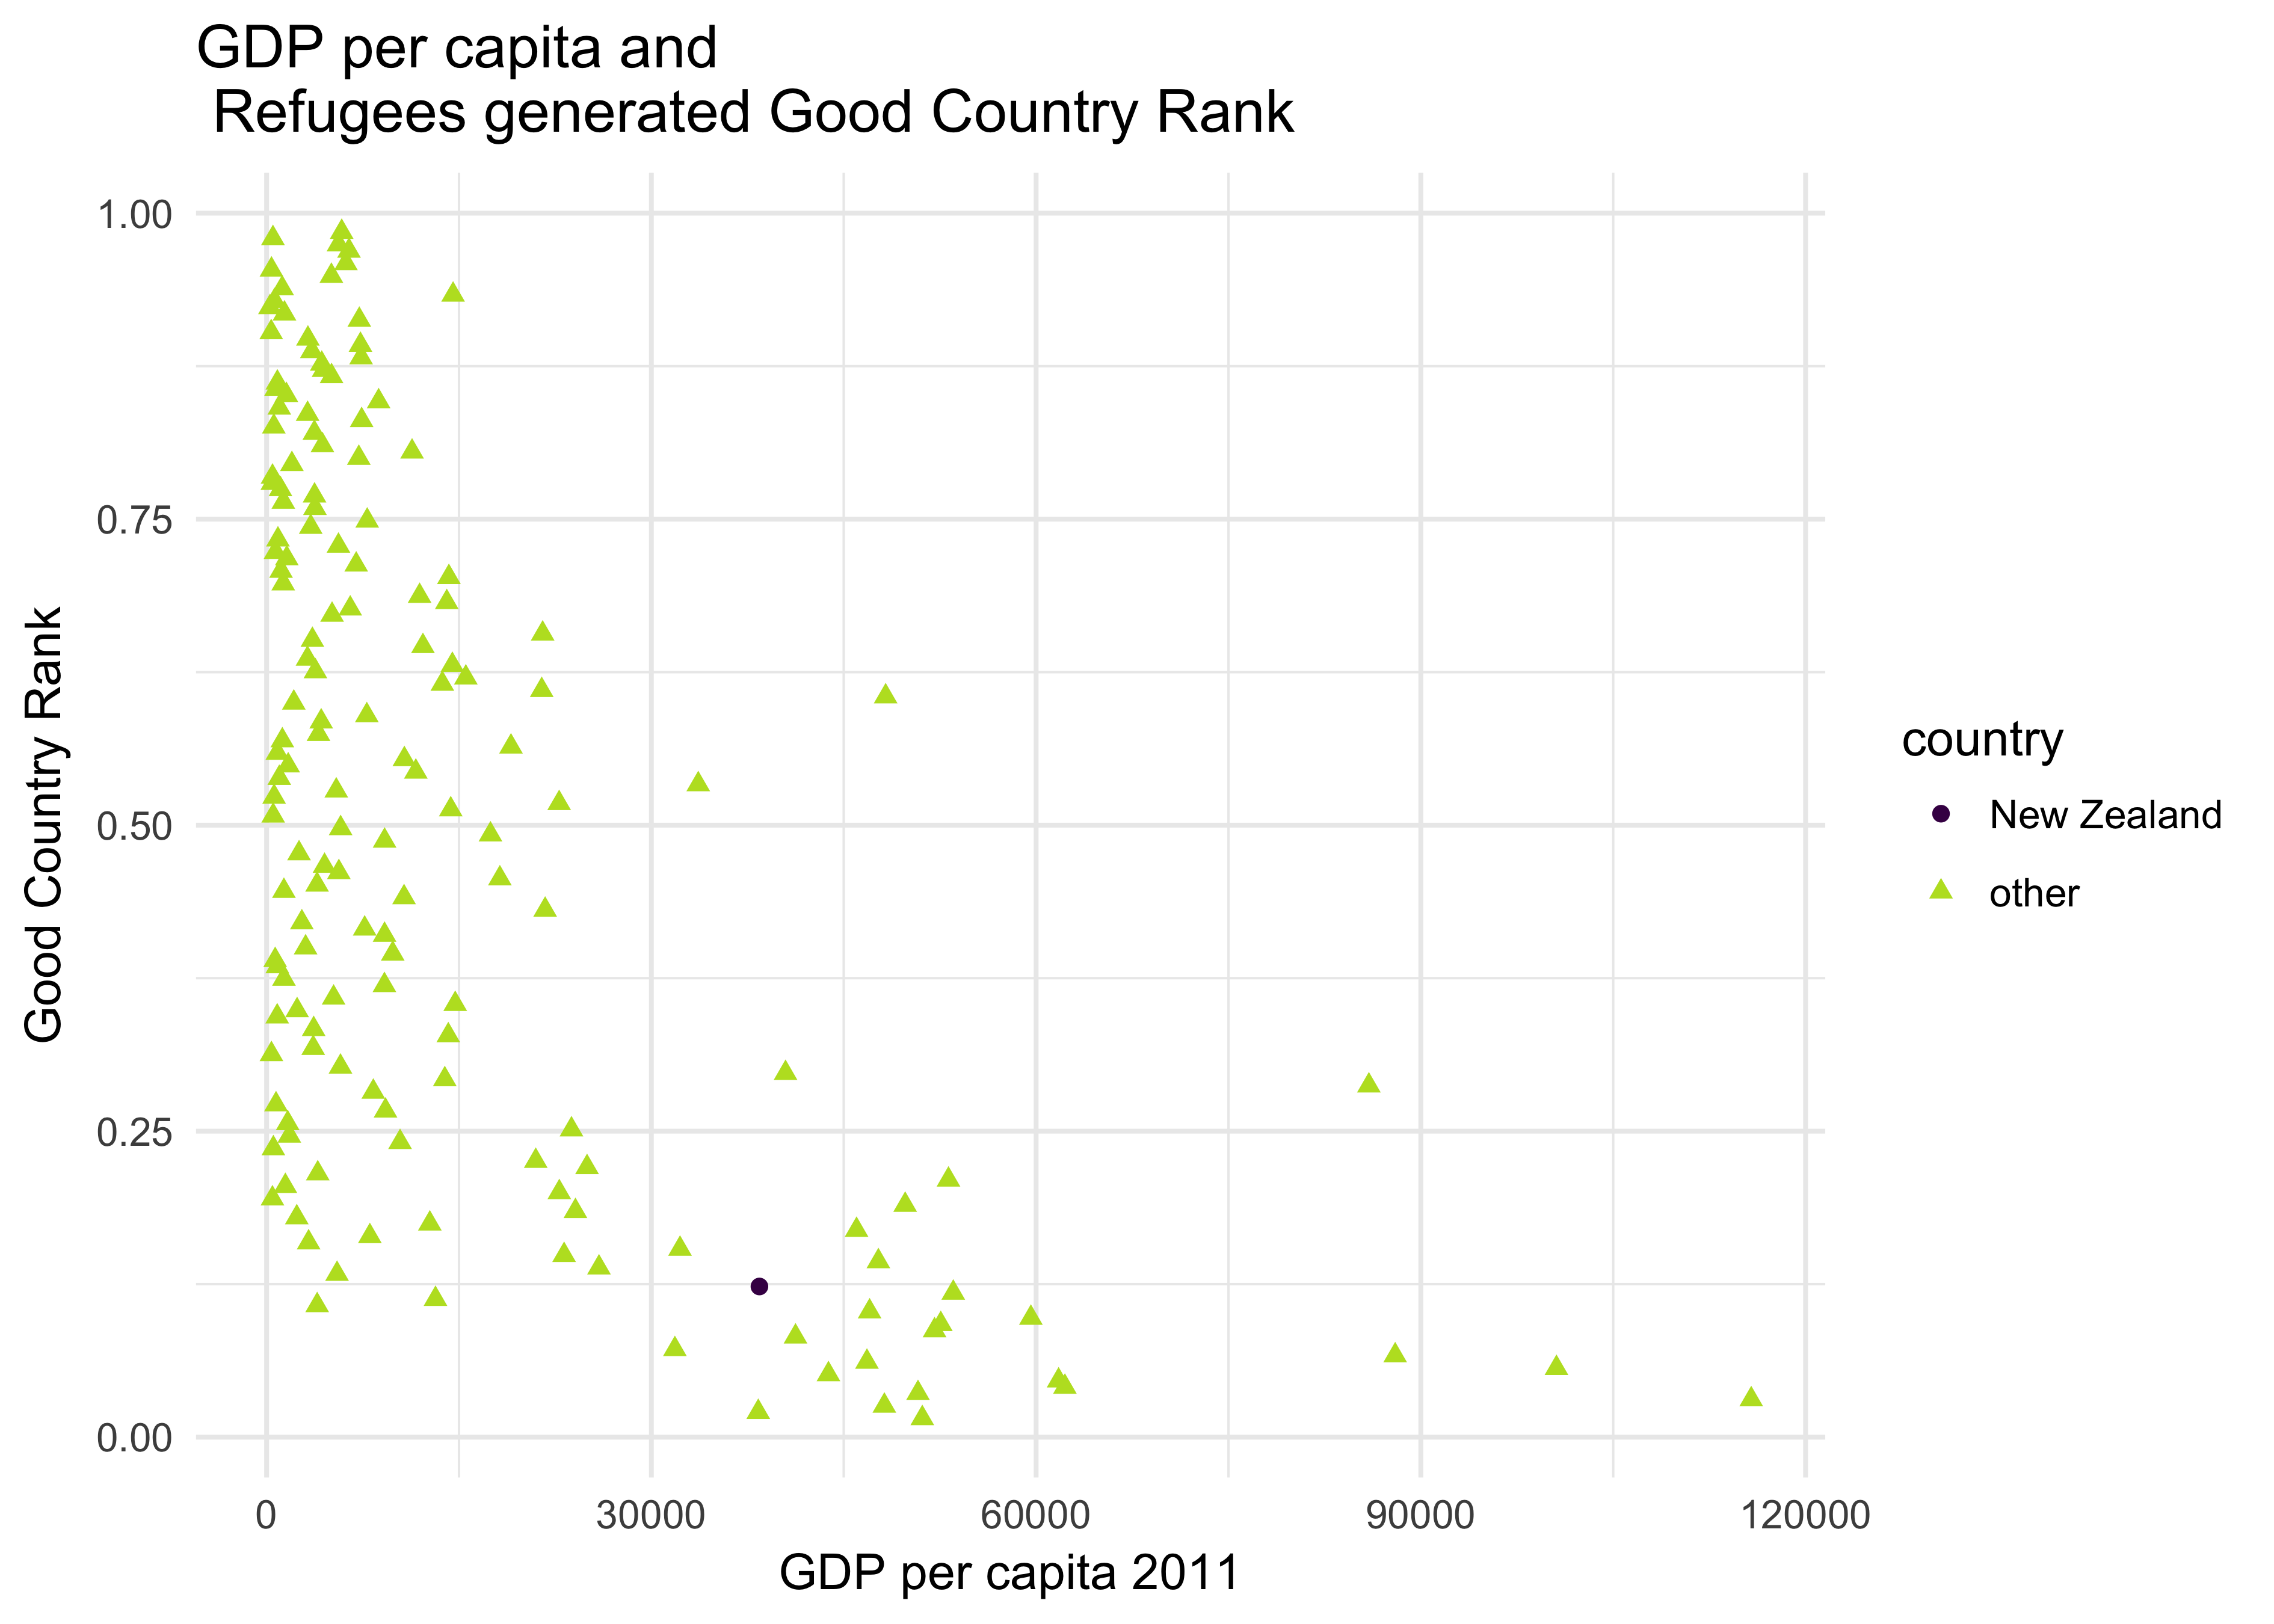 GDP per capita and
Refugees generated Good Country Rank
1.00
0.75
0.50
0.25
0.00
Good Country Rank
0
30000
60000
90000
120000
GDP per capita 2011
country
New Zealand
other